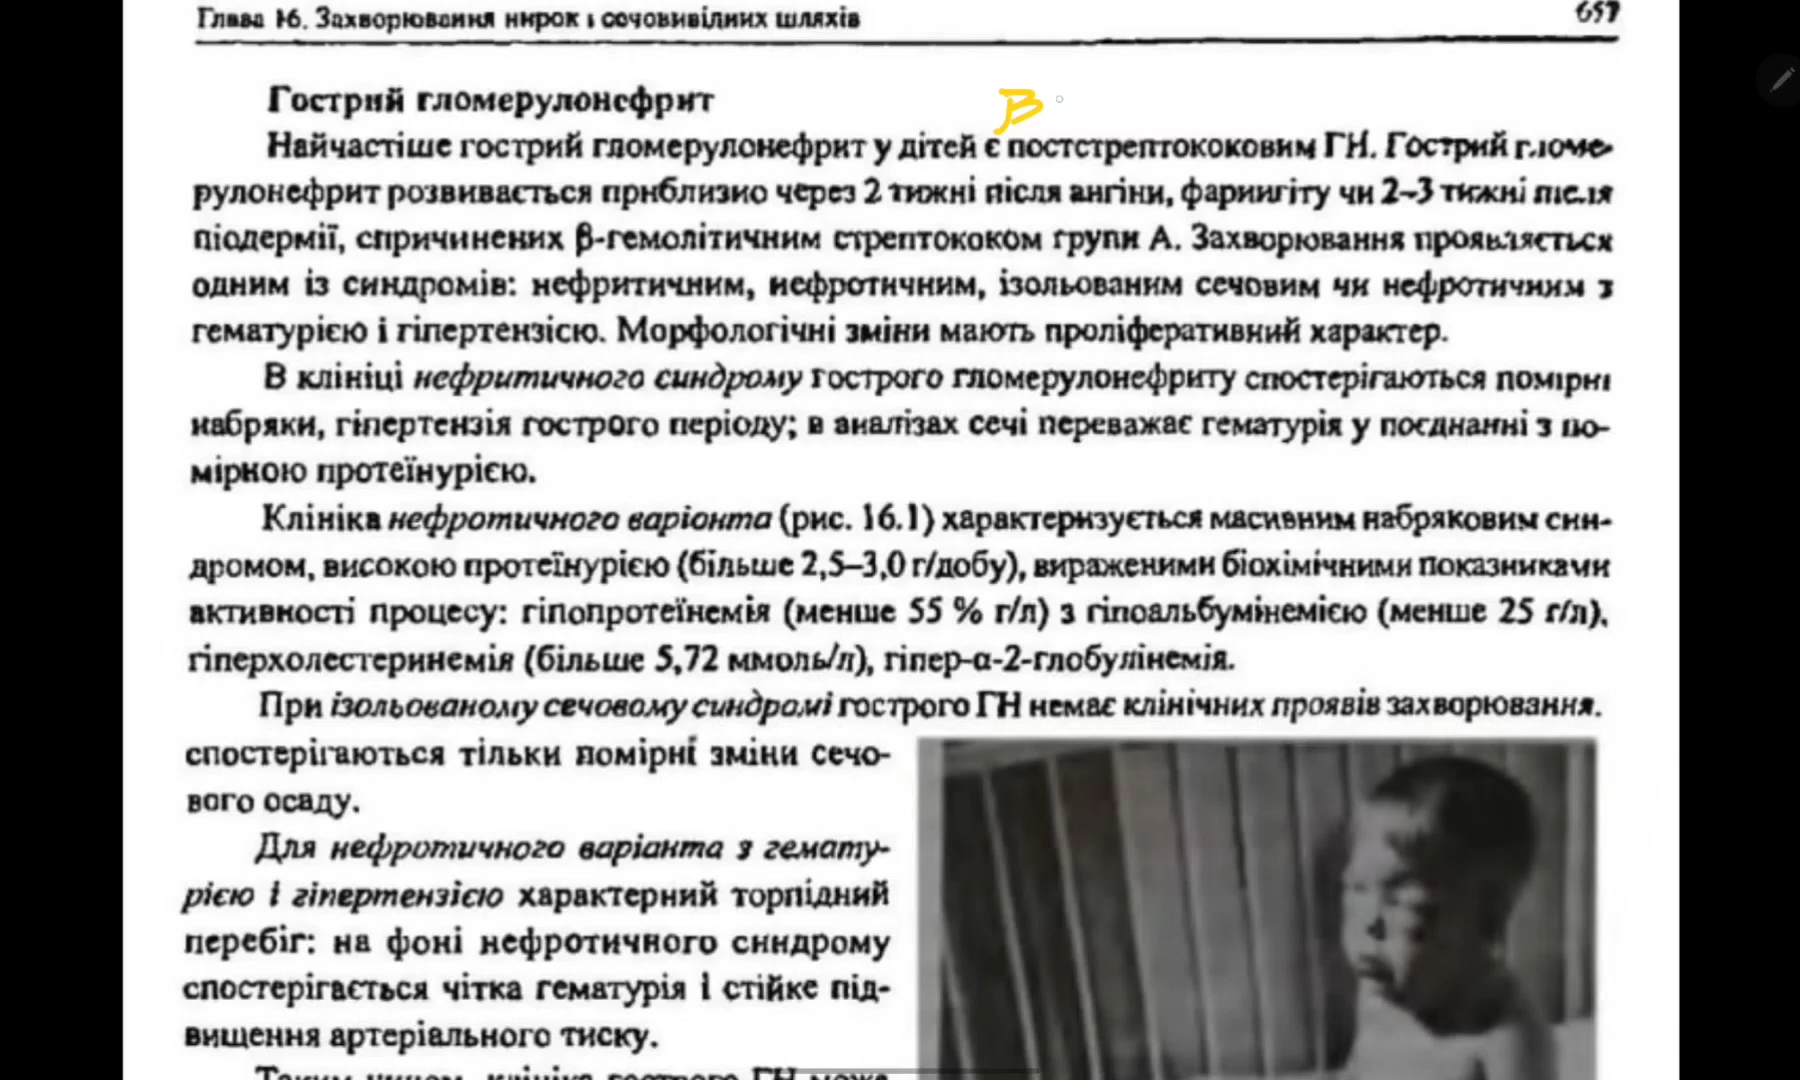 Глава 16. Захворювання нирок і сечовивідних шляхів
657
Гострий гломерулонефрит
В
Найчастіше гострий гломерулонефрит у дітей є постстрептококовим ГН. Гострий гломе-
рулонефрит розвивається приблизно через 2 тижні після ангіни, фарингіту чи 2–3 тижні після
піодермії, спричинених β-гемолітичним стрептококом групи А. Захворювання проявляється
одним із синдромів: нефритичним, нефротичним, ізольованим сечовим чи нефротичним з
гематурією і гіпертензією. Морфологічні зміни мають проліферативний характер.
В клініці нефритичного синдрому гострого гломерулонефриту спостерігаються помірні
набряки, гіпертензія гострого періоду; в аналізах сечі переважає гематурія у поєднанні з по-
мірною протеїнурією.
Клініка нефротичного варіонта (рис. 16.1) характеризується масивним набряковим син-
дромом, високою протеїнурією (більше 2,5–3,0 г/добу), вираженими біохімічними показниками
активності процесу: гіпопротеїнемія (менше 55 % г/л) з гіпоальбумінемією (менше 25 г/л),
гіперхолестеринемія (більше 5,72 ммоль/л), гіпер-α-2-глобулінемія.
При ізольованому сечовому синдромі гострого ГН немає клінічних проявів захворювання.
спостерігаються тільки помірні зміни сечо-
вого осаду.
Для нефротичного варіанта з гемату-
рією і гіпертензією характерний торпідний
перебіг: на фоні нефротичного синдрому
спостерігається чітка гематурія і стійке під-
вищення артеріального тиску.
Таким чином, клініка гострого ГН може